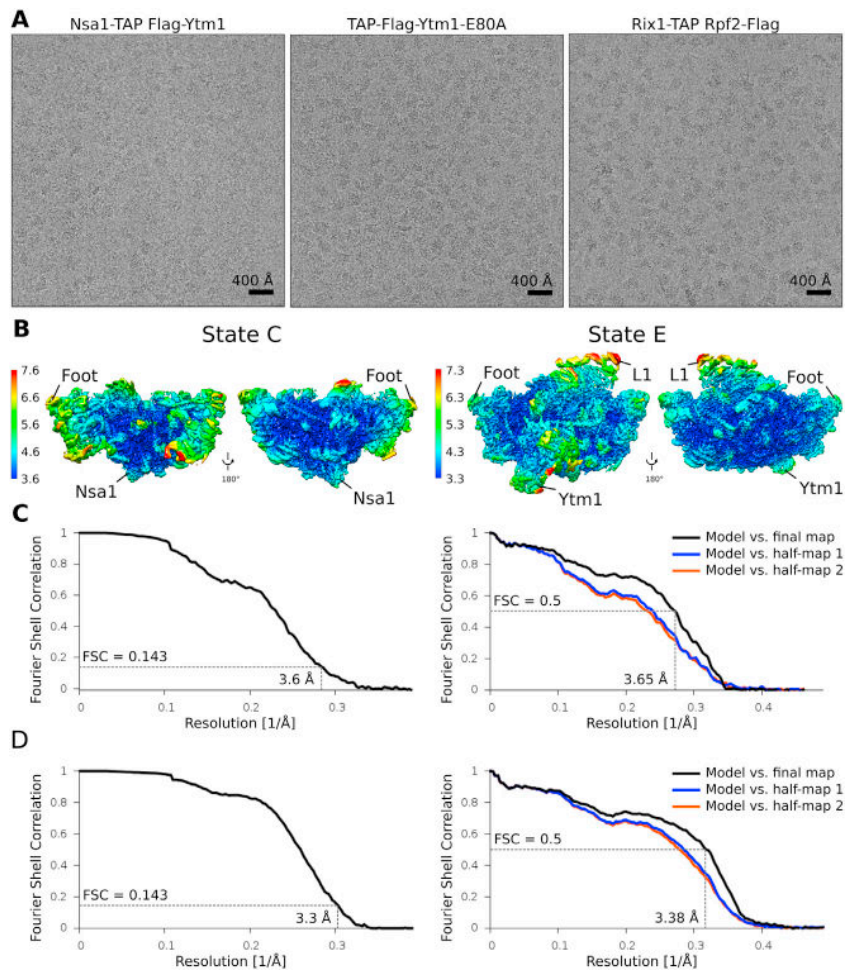 A
Nsa1-TAP Flag-Ytm1
TAP-Flag-Ytm1-E80A
Rix1-TAP Rpf2-Flag
400 Å
400 Å
400 Å
B
State C
State E
7.6
6.6
5.6
4.6
3.6
Foot
Nsa1
180°
Foot
Nsa1
7.3
6.3
5.3
4.3
3.3
Foot
L1
Ytm1
180°
L1
Foot
Ytm1
C
Fourier Shell Correlation
1
0.8
0.6
0.4
0.2
0
FSC = 0.143
3.6 Å
0
0.1
0.2
0.3
Resolution [1/Å]
Fourier Shell Correlation
1
0.8
0.6
0.4
0.2
0
Model vs. final map
Model vs. half-map 1
Model vs. half-map 2
FSC = 0.5
3.65 Å
0
0.1
0.2
0.3
0.4
Resolution [1/Å]
D
Fourier Shell Correlation
1
0.8
0.6
0.4
0.2
0
FSC = 0.143
3.3 Å
0
0.1
0.2
0.3
Resolution [1/Å]
Fourier Shell Correlation
1
0.8
0.6
0.4
0.2
0
Model vs. final map
Model vs. half-map 1
Model vs. half-map 2
FSC = 0.5
3.38 Å
0
0.1
0.2
0.3
0.4
Resolution [1/Å]